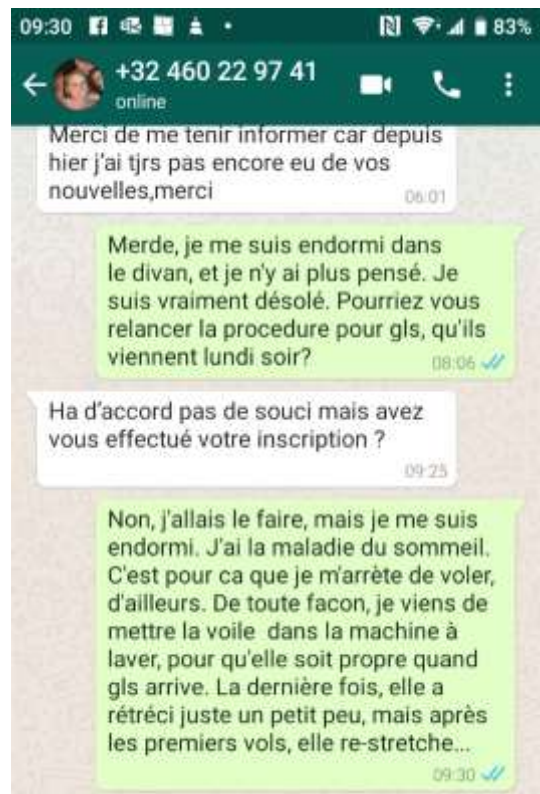 09:30 83%
+32 460 22 97 41
online
Merci de me tenir informer car depuis
hier j'ai tjrs pas encore eu de vos
nouvelles,merci
06:01
Merde, je me suis endormi dans
le divan, et je n'y ai plus pensé. Je
suis vraiment désolé. Pourriez vous
relancer la procedure pour gls, qu'ils
viennent lundi soir?
08:06
Ha d'accord pas de souci mais avez
vous effectué votre inscription ?
09:25
Non, j'allais le faire, mais je me suis
endormi. J'ai la maladie du sommeil.
C'est pour ca que je m'arrète de voler,
d'ailleurs. De toute facon, je viens de
mettre la voile dans la machine à
laver, pour qu'elle soit propre quand
gls arrive. La dernière fois, elle a
rétréci juste un petit peu, mais après
les premiers vols, elle re-stretche...
09:30